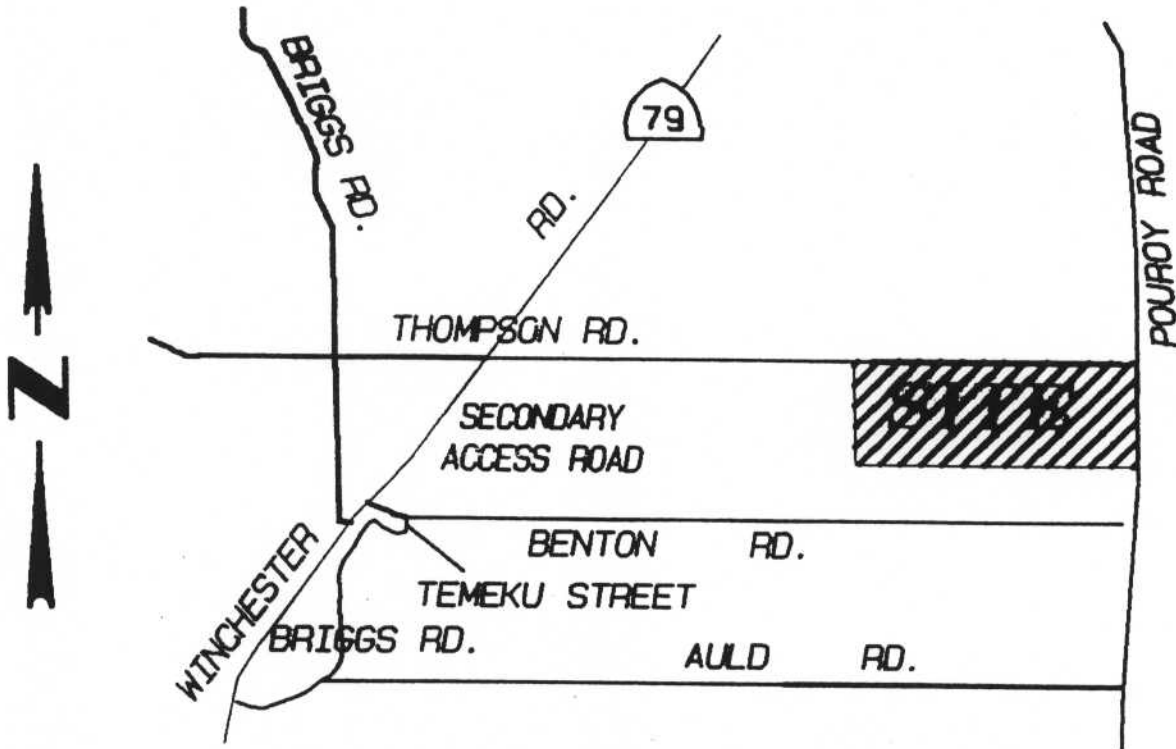 BRIGGS RD.
79
RD.
POUROY ROAD
THOMPSON RD.
N
SITE
SECONDARY
ACCESS ROAD
BENTON RD.
TEMEKU STREET
WINCHESTER
BRIGGS RD.
AULD RD.